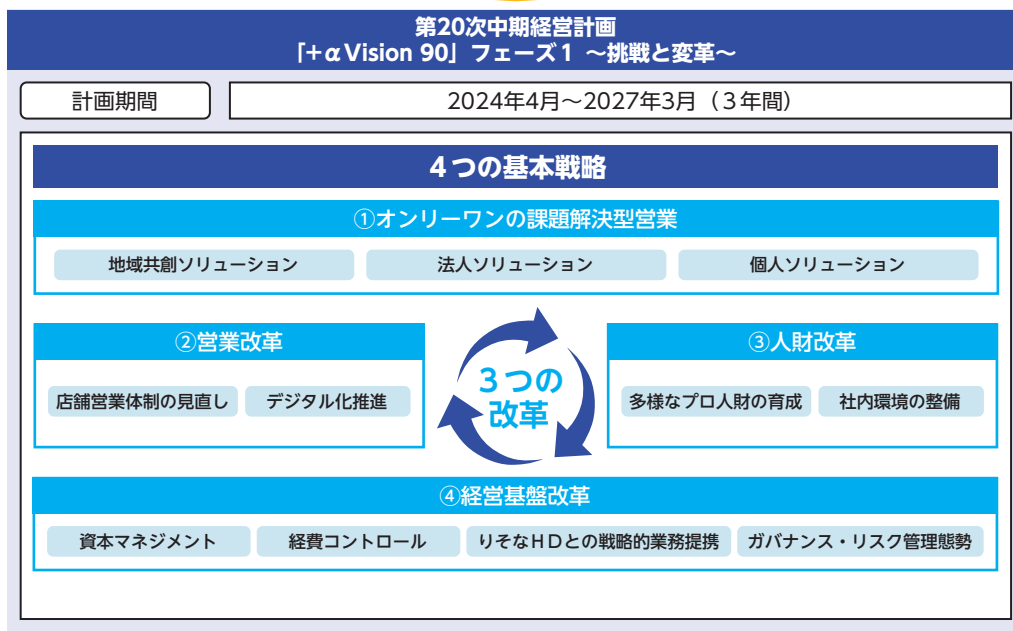 第20次中期経営計画
「+α Vision 90」フェーズ1 ～挑戦と変革～
計画期間
2024年4月～2027年3月（３年間）
４つの基本戦略
①オンリーワンの課題解決型営業
地域共創ソリューション
法人ソリューション
個人ソリューション
②営業改革
店舗営業体制の見直し
デジタル化推進
３つの
改革
③人財改革
多様なプロ人財の育成
社内環境の整備
④経営基盤改革
資本マネジメント
経費コントロール
りそなＨＤとの戦略的業務提携
ガバナンス・リスク管理態勢